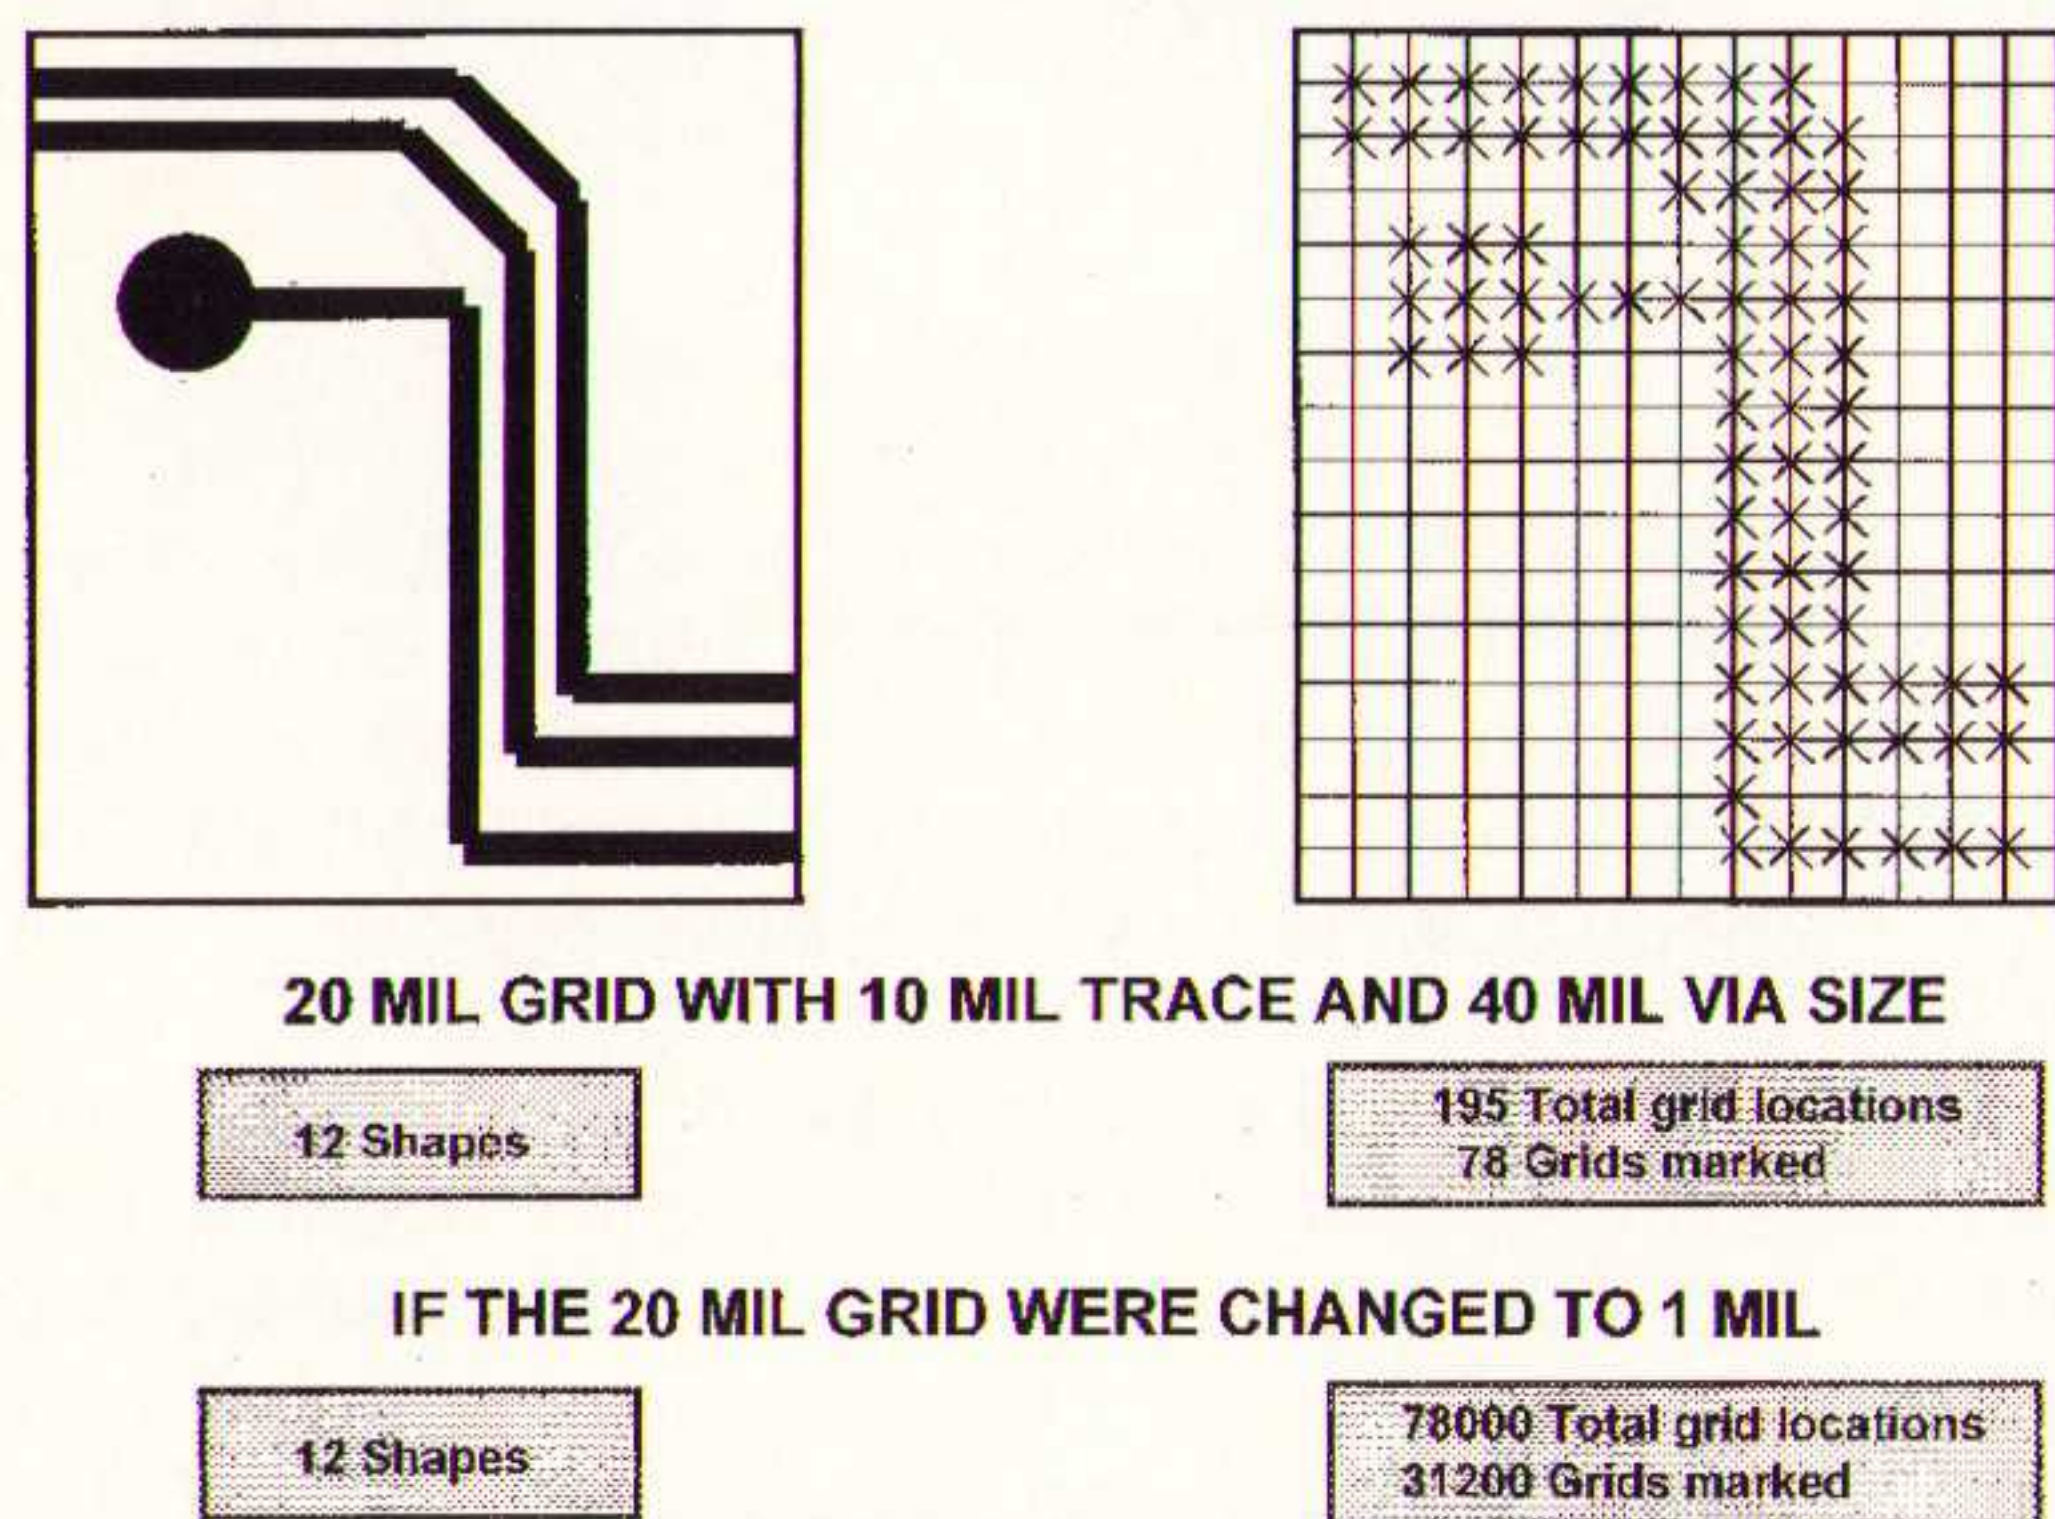 20 MIL GRID WITH 10 MIL TRACE AND 40 MIL VIA SIZE
12 Shapes
195 Total grid locations
78 Grids marked
IF THE 20 MIL GRID WERE CHANGED TO 1 MIL
12 Shapes
78000 Total grid locations
31200 Grids marked